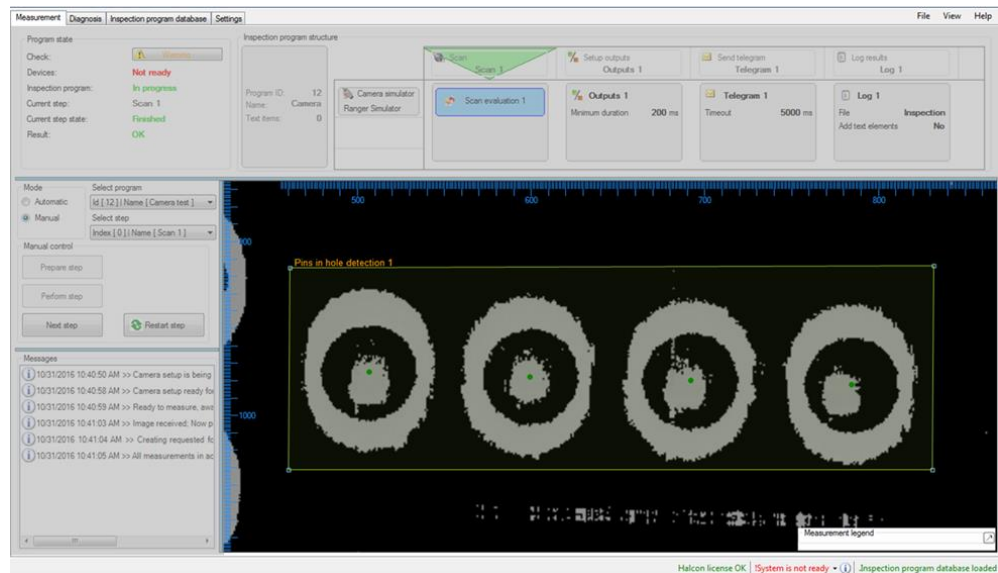 Measurement Diagnosis Inspection program database Settings
File View Help
Program state
Check: Warning
Devices: Not ready
Inspection program: In progress
Current step: Scan 1
Current step state: Finished
Result: OK
Inspection program structure
Program ID: 12
Name: Camera
Text items: 0
Camera simulator
Ranger Simulator
Scan
Scan 1
Scan evaluation 1
Setup outputs
Outputs 1
Outputs 1
Minimum duration 200 ms
Send telegram
Telegram 1
Telegram 1
Timeout 5000 ms
Log results
Log 1
Log 1
File Inspection
Add text elements No
Mode
Automatic
Manual
Select program
Id [ 12 ] | Name [ Camera test ]
Select step
Index [ 0 ] | Name [ Scan 1 ]
Manual control
Prepare step
Perform step
Next step
Restart step
Messages
10/31/2016 10:40:50 AM >> Camera setup is being
10/31/2016 10:40:58 AM >> Camera setup ready for
10/31/2016 10:40:59 AM >> Ready to measure, awa
10/31/2016 10:41:03 AM >> Image received: Now p
10/31/2016 10:41:04 AM >> Creating requested fo
10/31/2016 10:41:05 AM >> All measurements in ac
500 600 700 800
900
1000
Pins in hole detection 1
Measurement legend
Halcon license OK !System is not ready Inspection program database loaded